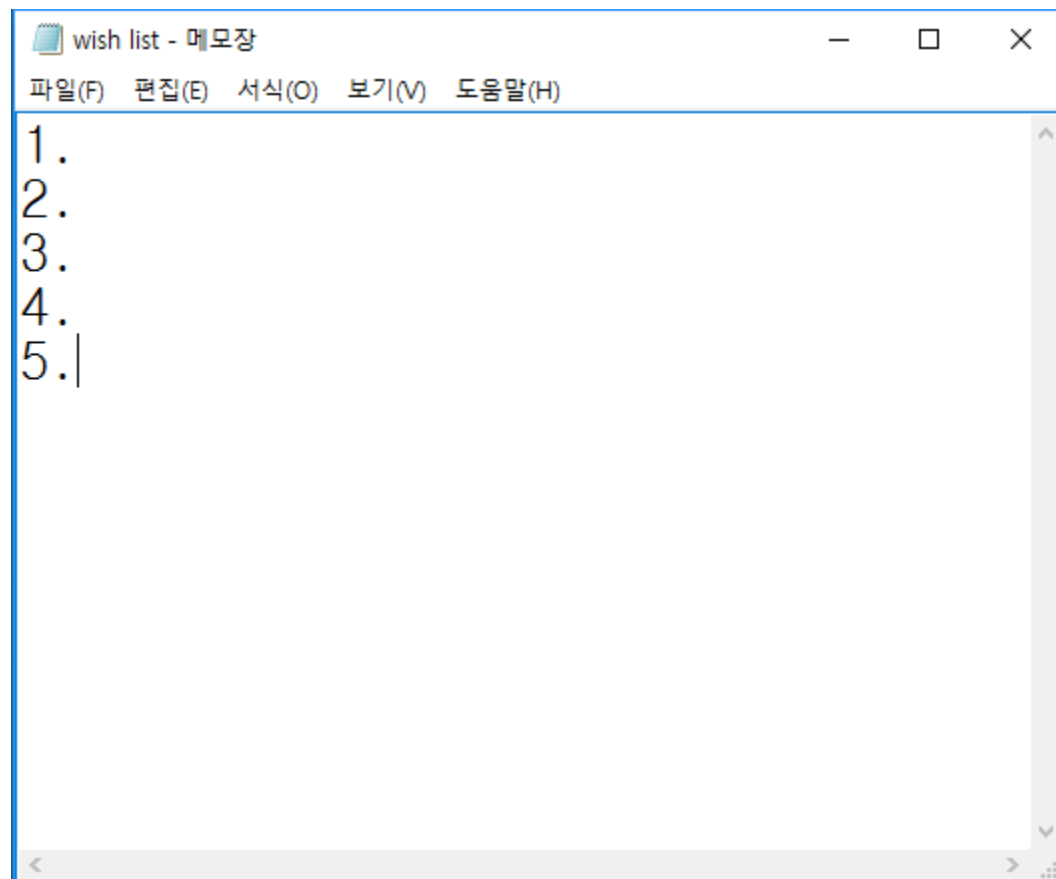 wish list - 메모장
파일(F) 편집(E) 서식(O) 보기(V) 도움말(H)
1.
2.
3.
4.
5.